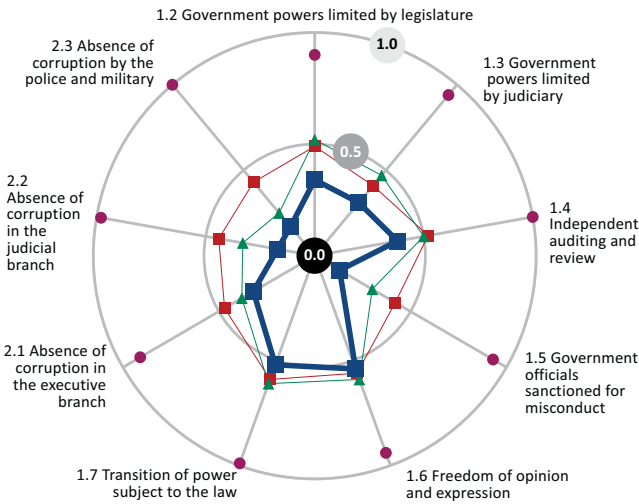 1.2 Government powers limited by legislature
1.0
2.3 Absence of
corruption by the
police and military
1.3 Government
powers limited
by judiciary
0.5
2.2
Absence of
corruption
in the
judicial
branch
1.4
Independent
auditing and
review
0.0
2.1 Absence of
corruption in
the executive
branch
1.5 Government
officials
sanctioned for
misconduct
1.7 Transition of power
subject to the law
1.6 Freedom of opinion
and expression